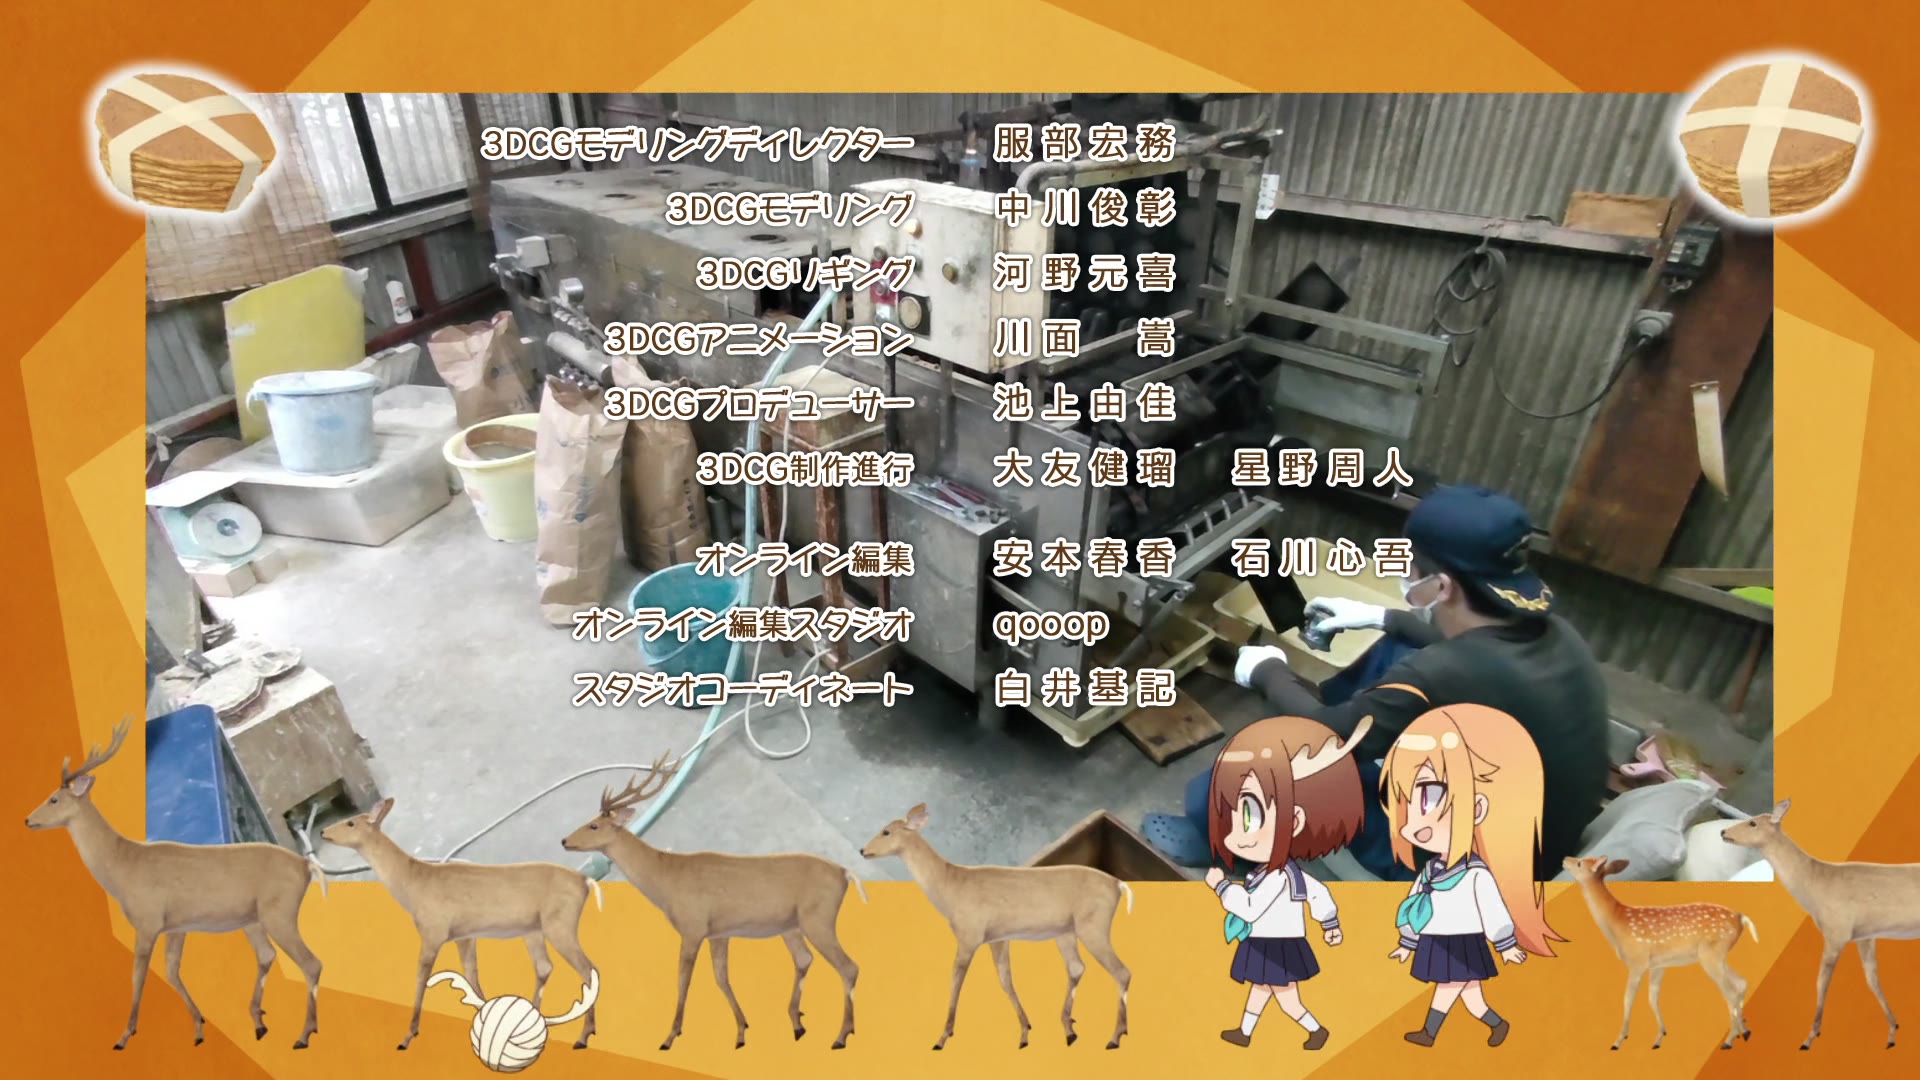 3DCGモデリングディレクター 服部宏務
3DCGモデリング 中川俊彰
3DCGリギング 河野元喜
3DCGアニメーション 川面 嵩
3DCGプロデューサー 池上由佳
3DCG制作進行 大友健瑠 星野周人
オンライン編集 安本春香 石川心吾
オンライン編集スタジオ qooop
スタジオコーディネート 白井基記